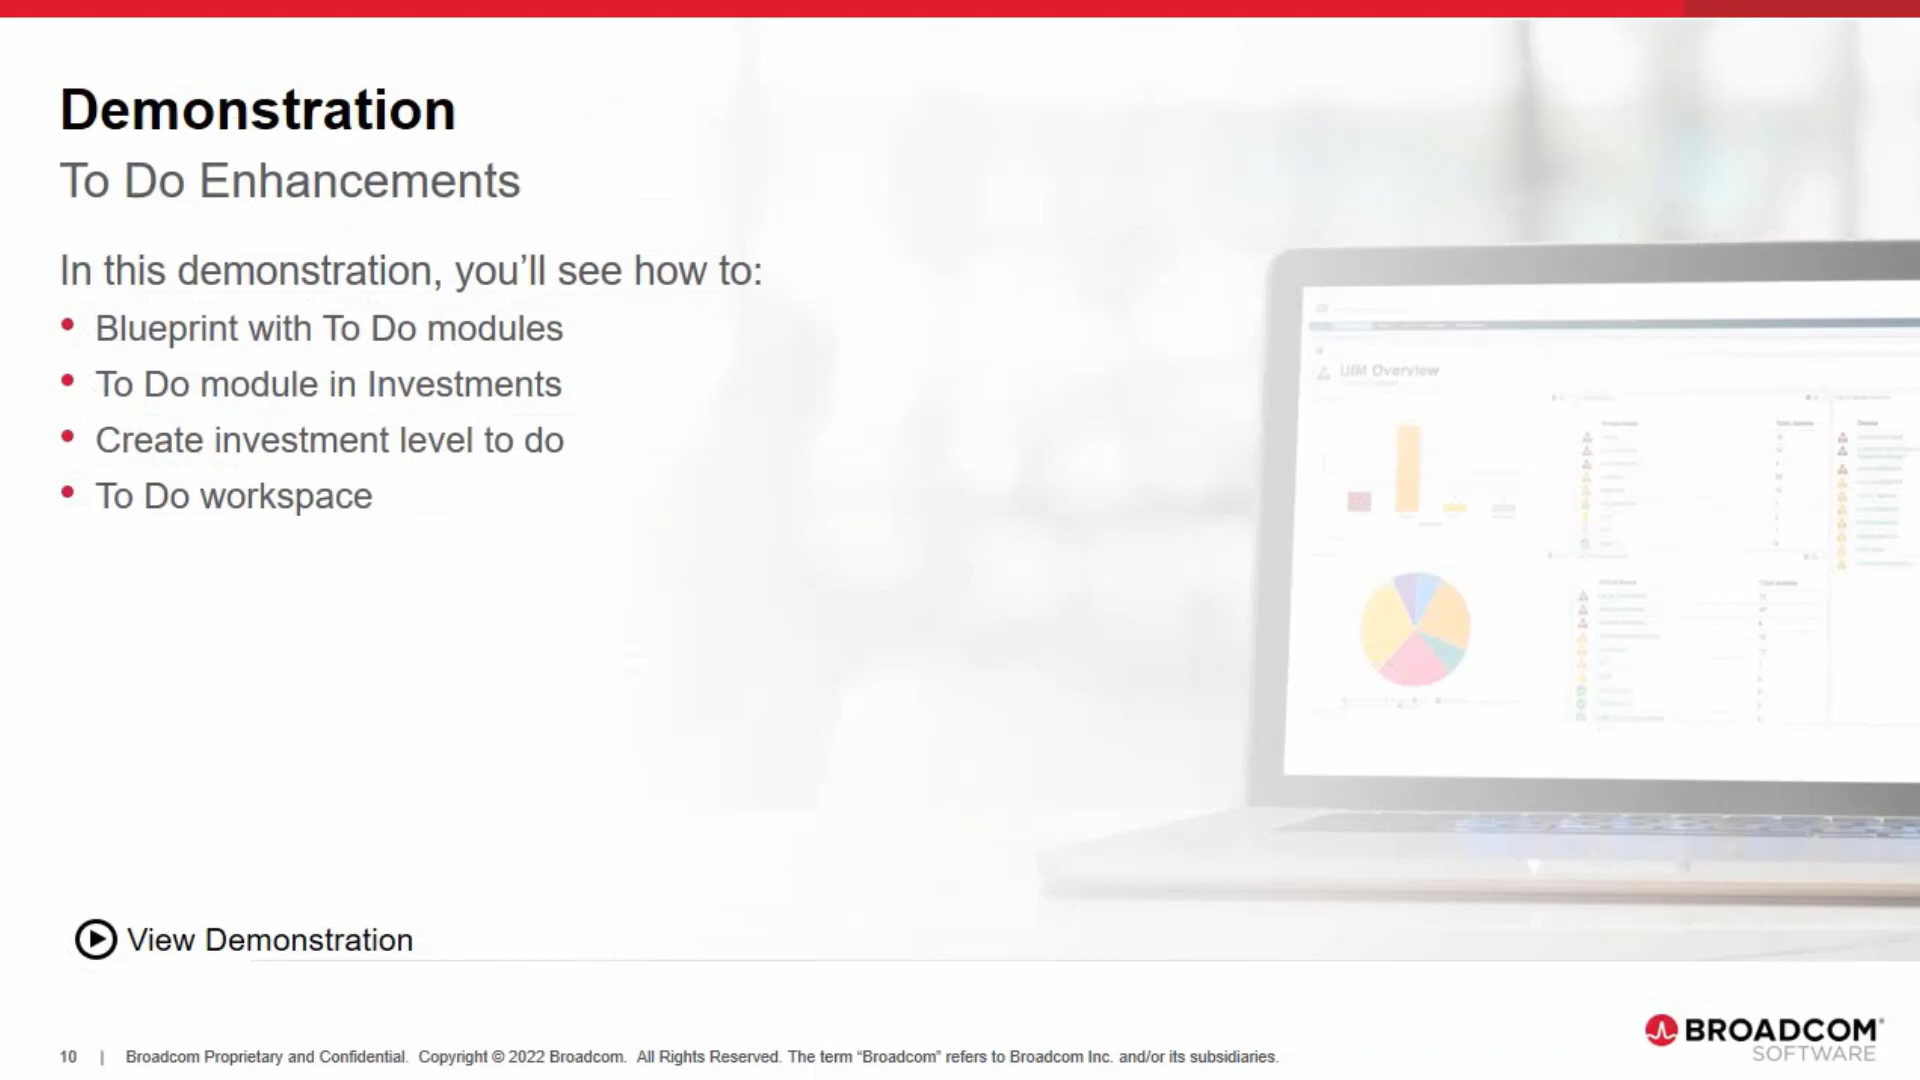 Demonstration
To Do Enhancements
In this demonstration, you’ll see how to:
• Blueprint with To Do modules
• To Do module in Investments
• Create investment level to do
• To Do workspace
UIM Overview
View Demonstration
10 | Broadcom Proprietary and Confidential. Copyright © 2022 Broadcom. All Rights Reserved. The term “Broadcom” refers to Broadcom Inc. and/or its subsidiaries.
BROADCOM®
SOFTWARE